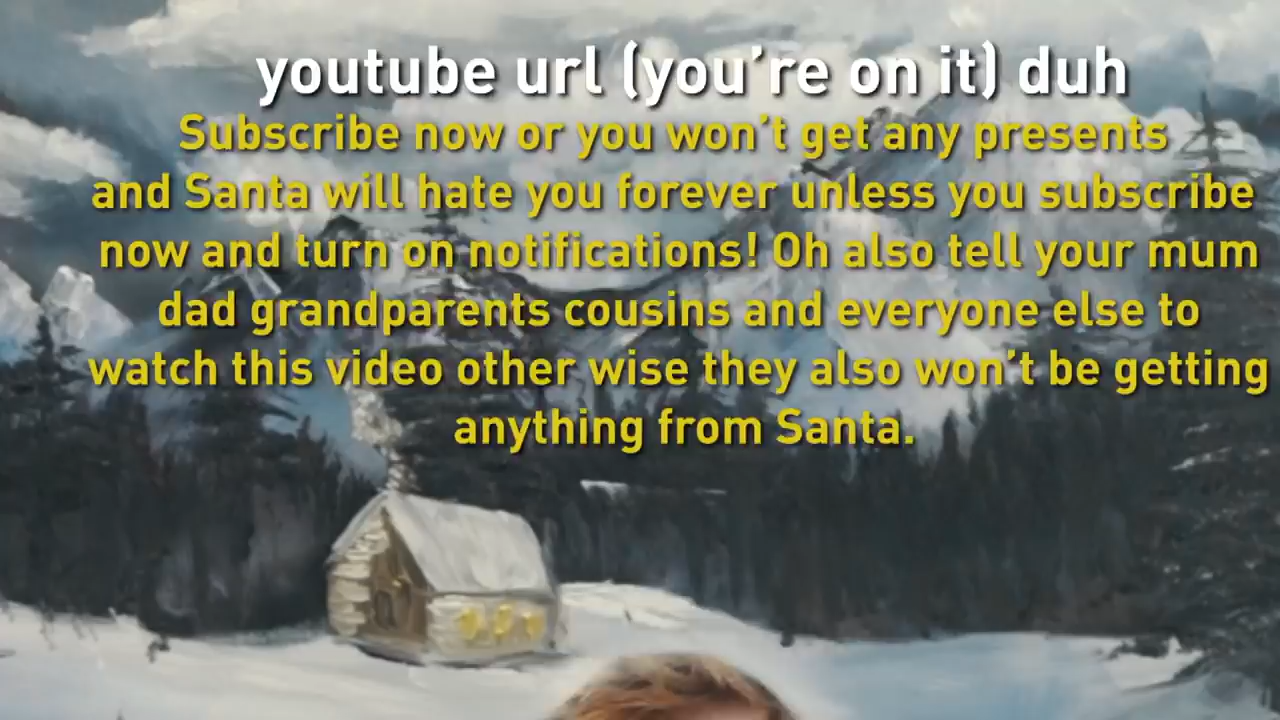 youtube url (you're on it) duh
Subscribe now or you won't get any presents
and Santa will hate you forever unless you subscribe
now and turn on notifications! Oh also tell your mum
dad grandparents cousins and everyone else to
watch this video other wise they also won't be getting
anything from Santa.